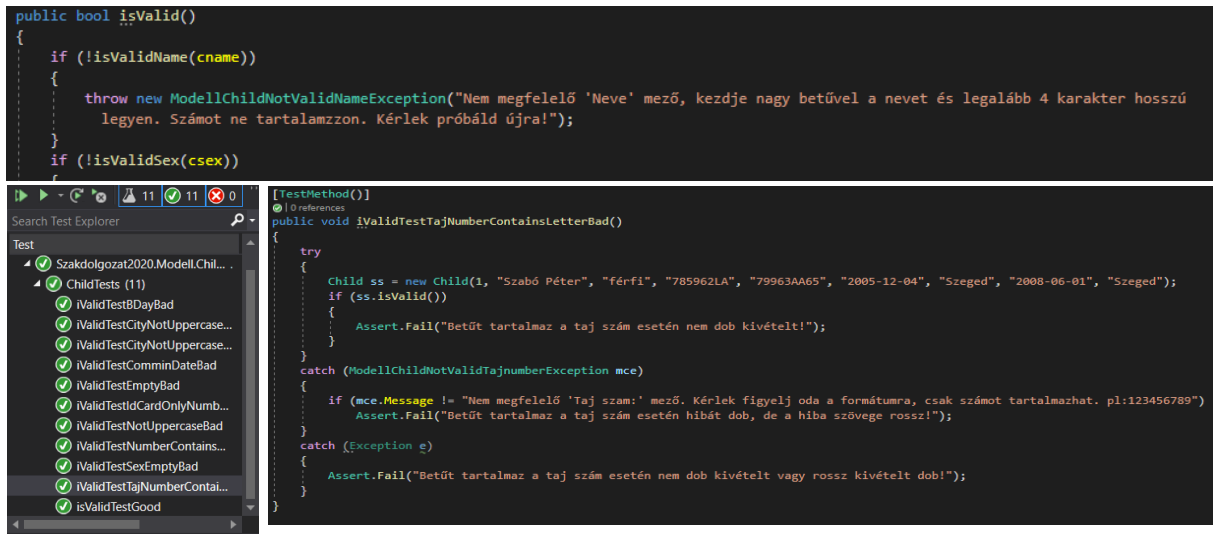 public bool isValid()
{
if (!isValidName(cname))
{
throw new ModellChildNotValidNameException("Nem megfelelő 'Neve' mező, kezdje nagy betűvel a nevet és legalább 4 karakter hosszú
legyen. Számot ne tartalamzzon. Kérlek próbáld újra!");
}
if (!isValidSex(csex))
{
11 11 0
Search Test Explorer
Test
Szakdolgozat2020.Modell.Chil...
ChildTests (11)
iValidTestBDayBad
iValidTestCityNotUppercase...
iValidTestCityNotUppercase...
iValidTestComminDateBad
iValidTestEmptyBad
iValidTestIdCardOnlyNumb...
iValidTestNotUppercaseBad
iValidTestNumberContains...
iValidTestSexEmptyBad
iValidTestTajNumberContai...
isValidTestGood
[TestMethod()]
| 0 references
public void iValidTestTajNumberContainsLetterBad()
{
try
{
Child ss = new Child(1, "Szabó Péter", "férfi", "785962LA", "79963AA65", "2005-12-04", "Szeged", "2008-06-01", "Szeged");
if (ss.isValid())
{
Assert.Fail("Betűt tartalmaz a taj szám esetén nem dob kivételt!");
}
}
catch (ModellChildNotValidTajnumberException mce)
{
if (mce.Message != "Nem megfelelő 'Taj szam:' mező. Kérlek figyelj oda a formátumra, csak számot tartalmazhat. pl:123456789")
Assert.Fail("Betűt tartalmaz a taj szám esetén hibát dob, de a hiba szövege rossz!");
}
catch (Exception e)
{
Assert.Fail("Betűt tartalmaz a taj szám esetén nem dob kivételt vagy rossz kivételt dob!");
}
}